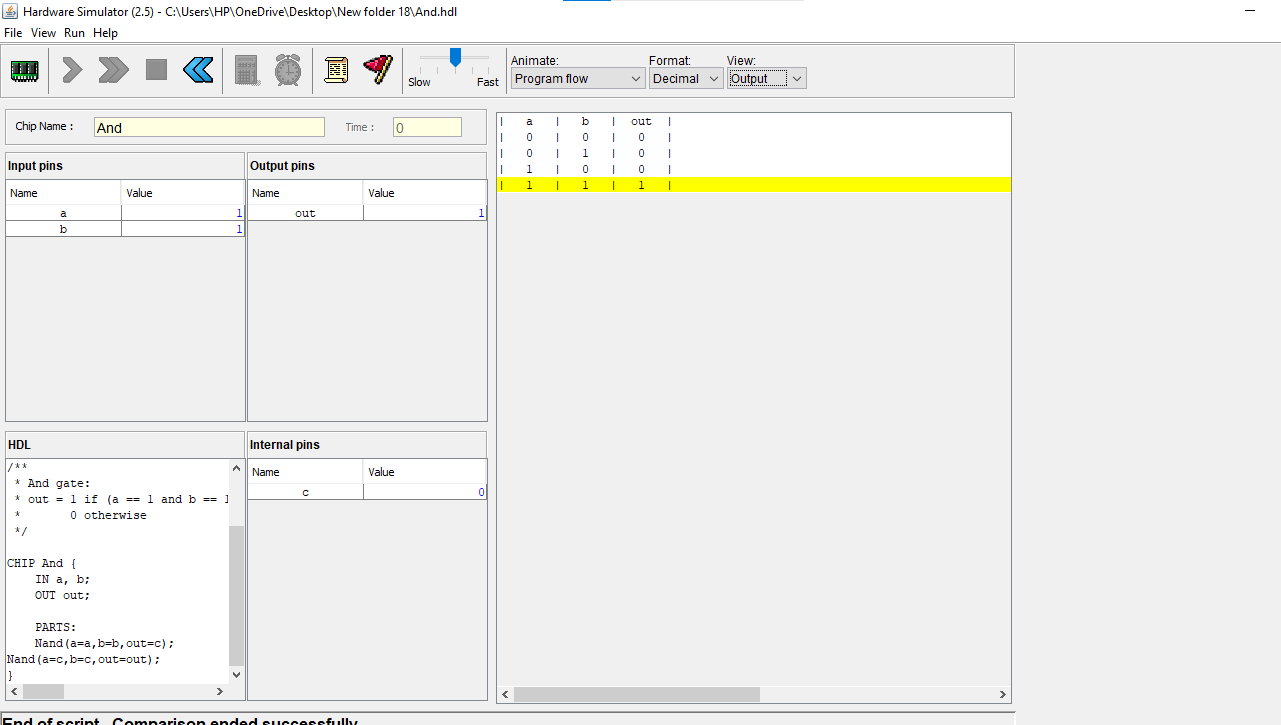 Hardware Simulator (2.5) - C:\Users\HP\OneDrive\Desktop\New folder 18\And.hdl
File View Run Help
Animate: Format: View:
Program flow Decimal Output
Slow Fast
Chip Name : And Time : 0
Input pins
Name Value
a 1
b 1
Output pins
Name Value
out 1
| a | b | out |
| 0 | 0 | 0 |
| 0 | 1 | 0 |
| 1 | 0 | 0 |
| 1 | 1 | 1 |
HDL
/**
* And gate:
* out = 1 if (a == 1 and b == 1
* 0 otherwise
*/
CHIP And {
IN a, b;
OUT out;
PARTS:
Nand(a=a,b=b,out=c);
Nand(a=c,b=c,out=out);
}
Internal pins
Name Value
c 0
End of script - Comparison ended successfully